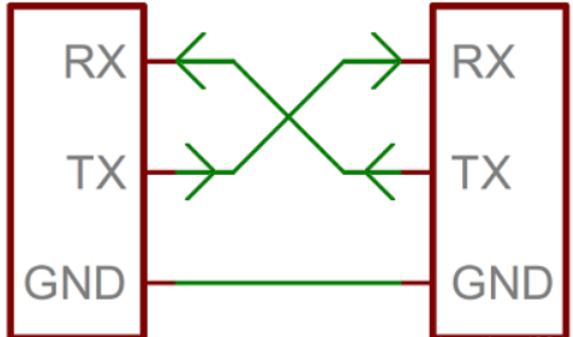 RX RX
TX TX
GND GND